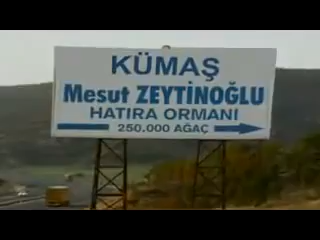 KÜMAŞ
Mesut ZEYTİNOĞLU
HATIRA ORMANI
250.000 AĞAÇ